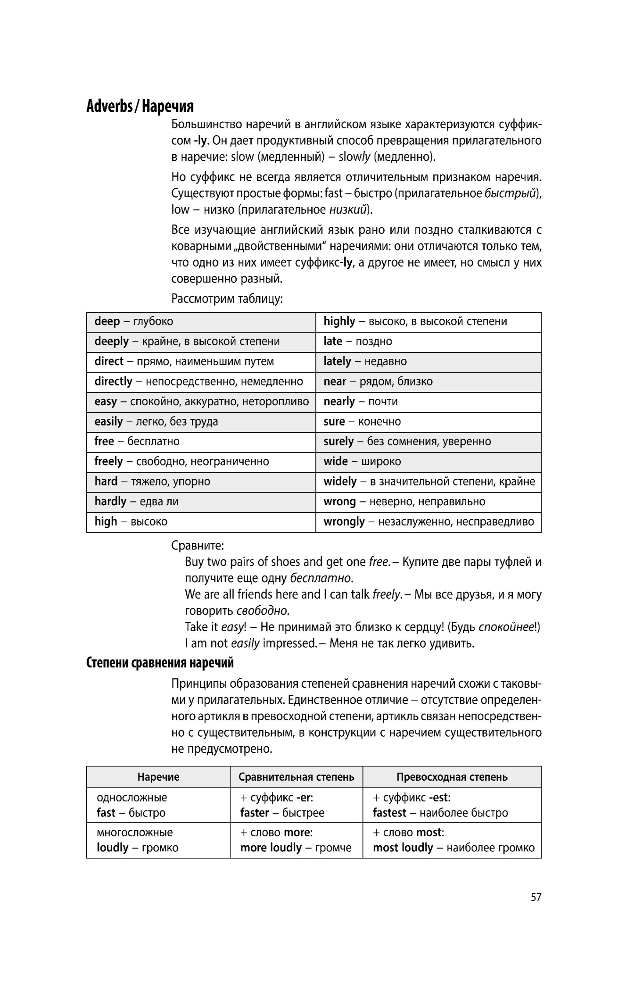 Adverbs / Наречия
Большинство наречий в английском языке характеризуются суффик-
сом -ly. Он дает продуктивный способ превращения прилагательного
в наречие: slow (медленный) – slowly (медленно).
Но суффикс не всегда является отличительным признаком наречия.
Существуют простые формы: fast – быстро (прилагательное быстрый),
low – низко (прилагательное низкий).
Все изучающие английский язык рано или поздно сталкиваются с
коварными „двойственными“ наречиями: они отличаются только тем,
что одно из них имеет суффикс-ly, а другое не имеет, но смысл у них
совершенно разный.
Рассмотрим таблицу:
deep – глубоко
deeply – крайне, в высокой степени
direct – прямо, наименьшим путем
directly – непосредственно, немедленно
easy – спокойно, аккуратно, неторопливо
easily – легко, без труда
free – бесплатно
freely – свободно, неограниченно
hard – тяжело, упорно
hardly – едва ли
high – высоко
highly – высоко, в высокой степени
late – поздно
lately – недавно
near – рядом, близко
nearly – почти
sure – конечно
surely – без сомнения, уверенно
wide – широко
widely – в значительной степени, крайне
wrong – неверно, неправильно
wrongly – незаслуженно, несправедливо
Сравните:
Buy two pairs of shoes and get one free. – Купите две пары туфлей и
получите еще одну бесплатно.
We are all friends here and I can talk freely. – Мы все друзья, и я могу
говорить свободно.
Take it easy! – Не принимай это близко к сердцу! (Будь спокойнее!)
I am not easily impressed. – Меня не так легко удивить.
Степени сравнения наречий
Принципы образования степеней сравнения наречий схожи с таковы-
ми у прилагательных. Единственное отличие – отсутствие определен-
ного артикля в превосходной степени, артикль связан непосредствен-
но с существительным, в конструкции с наречием существительного
не предусмотрено.
Наречие Сравнительная степень Превосходная степень
односложные + суффикс -er: + суффикс -est:
fast – быстро faster – быстрее fastest – наиболее быстро
многосложные + слово more: + слово most:
loudly – громко more loudly – громче most loudly – наиболее громко
57